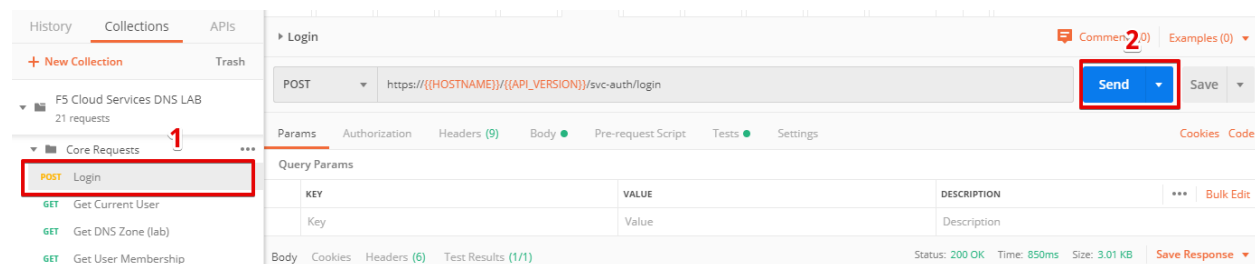 History Collections APIs
+ New Collection Trash
F5 Cloud Services DNS LAB
21 requests
1
Core Requests •••
POST Login
GET Get Current User
GET Get DNS Zone (lab)
GET Get User Membership
Login
2
Comments (0) Examples (0)
POST https://{{HOSTNAME}}/{{API_VERSION}}/svc-auth/login Send Save
Params Authorization Headers (9) Body Pre-request Script Tests Settings Cookies Code
Query Params
KEY VALUE DESCRIPTION ••• Bulk Edit
Key Value Description
Body Cookies Headers (6) Test Results (1/1) Status: 200 OK Time: 850ms Size: 3.01 KB Save Response